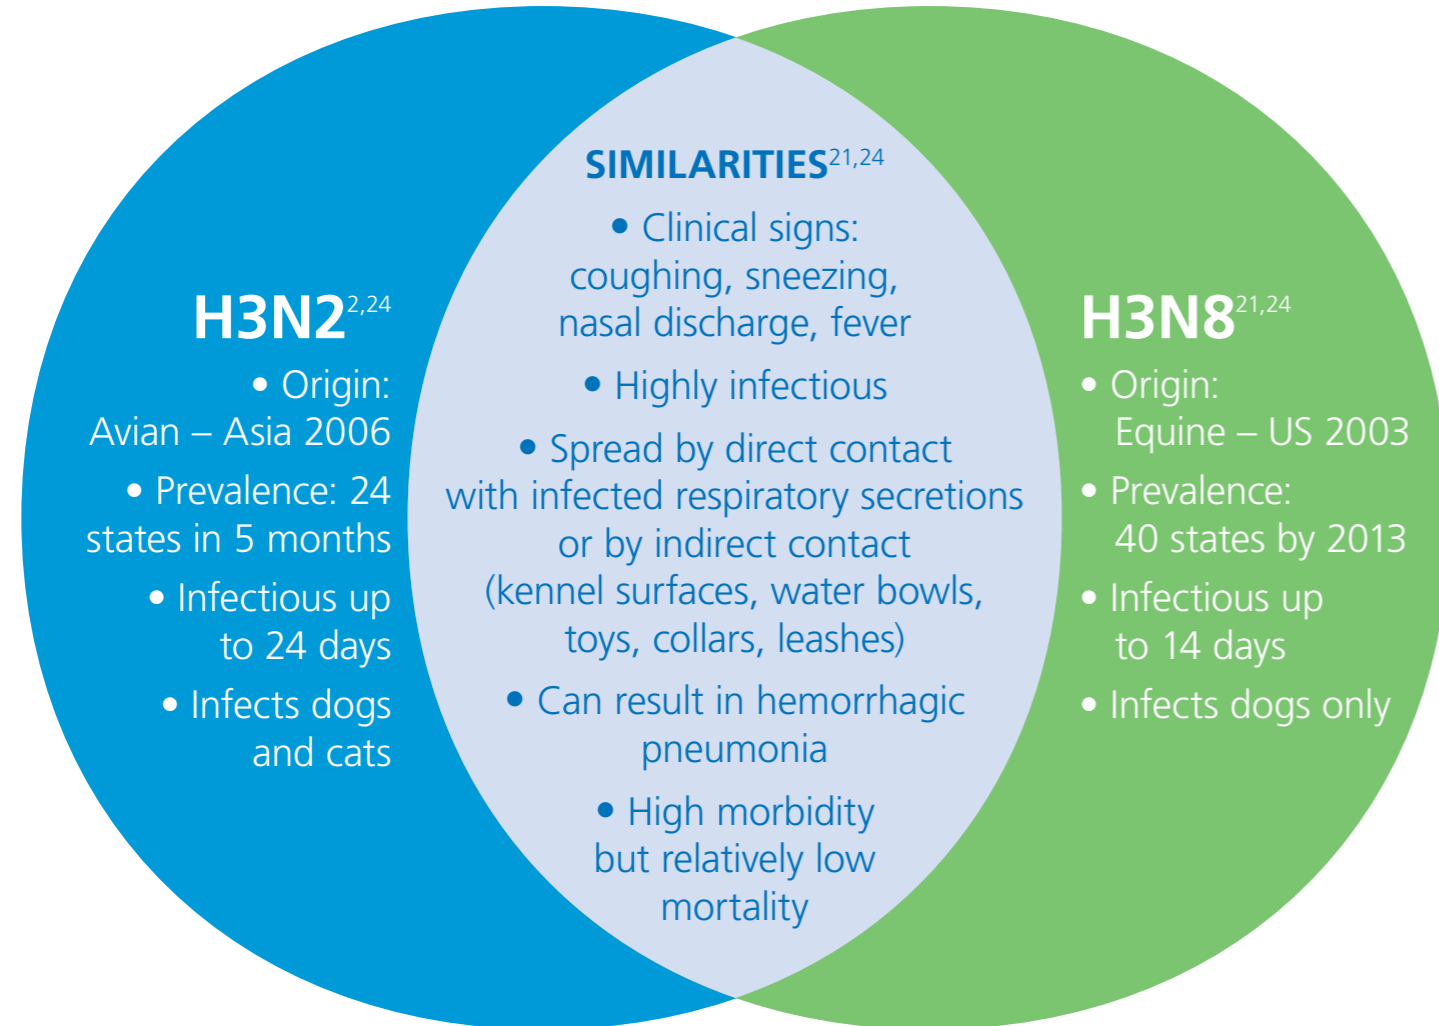 SIMILARITIES21,24
• Clinical signs:
coughing, sneezing,
nasal discharge, fever
• Highly infectious
• Spread by direct contact
with infected respiratory secretions
or by indirect contact
(kennel surfaces, water bowls,
toys, collars, leashes)
• Can result in hemorrhagic
pneumonia
• High morbidity
but relatively low
mortality
H3N22,24
• Origin:
Avian – Asia 2006
• Prevalence: 24
states in 5 months
• Infectious up
to 24 days
• Infects dogs
and cats
H3N821,24
• Origin:
Equine – US 2003
• Prevalence:
40 states by 2013
• Infectious up
to 14 days
• Infects dogs only